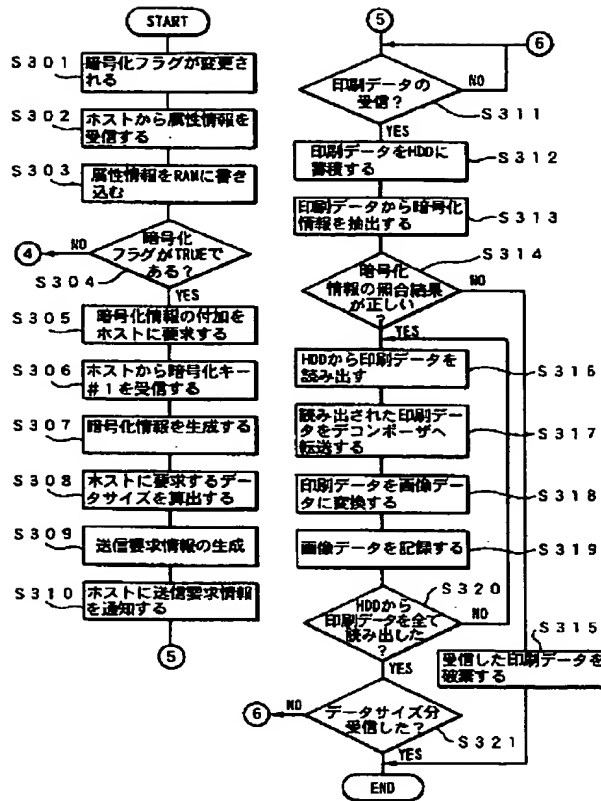 START
S301
暗号化フラグが変更さ
れる
S302
ホストから属性情報を
受信する
S303
属性情報をRAMに書き
込む
暗号化
フラグがTRUEで
ある?
NO
④
S304
YES
S305
暗号化情報の付加を
ホストに要求する
S306
ホストから暗号化キー
#1を受信する
S307
暗号化情報を生成する
S308
ホストに要求するデー
タサイズを算出する
S309
送信要求情報の生成
S310
ホストに送信要求情報
を通知する
⑤
⑤
⑥
印刷データの
受信?
NO
S311
YES
印刷データをHDDに
蓄積する
S312
印刷データから暗号化
情報を抽出する
S313
暗号化
情報の照合結果
が正しい
?
S314
NO
YES
HDDから印刷データを
読み出す
S316
読み出された印刷デー
タをデコンポーザへ
転送する
S317
印刷データを画像デー
タに変換する
S318
画像データを記録する
S319
HDDから
印刷データを全て
読み出した
?
S320
NO
YES
S315
受信した印刷データを
破棄する
データサイズ分
受信した?
NO
⑥
S321
YES
END